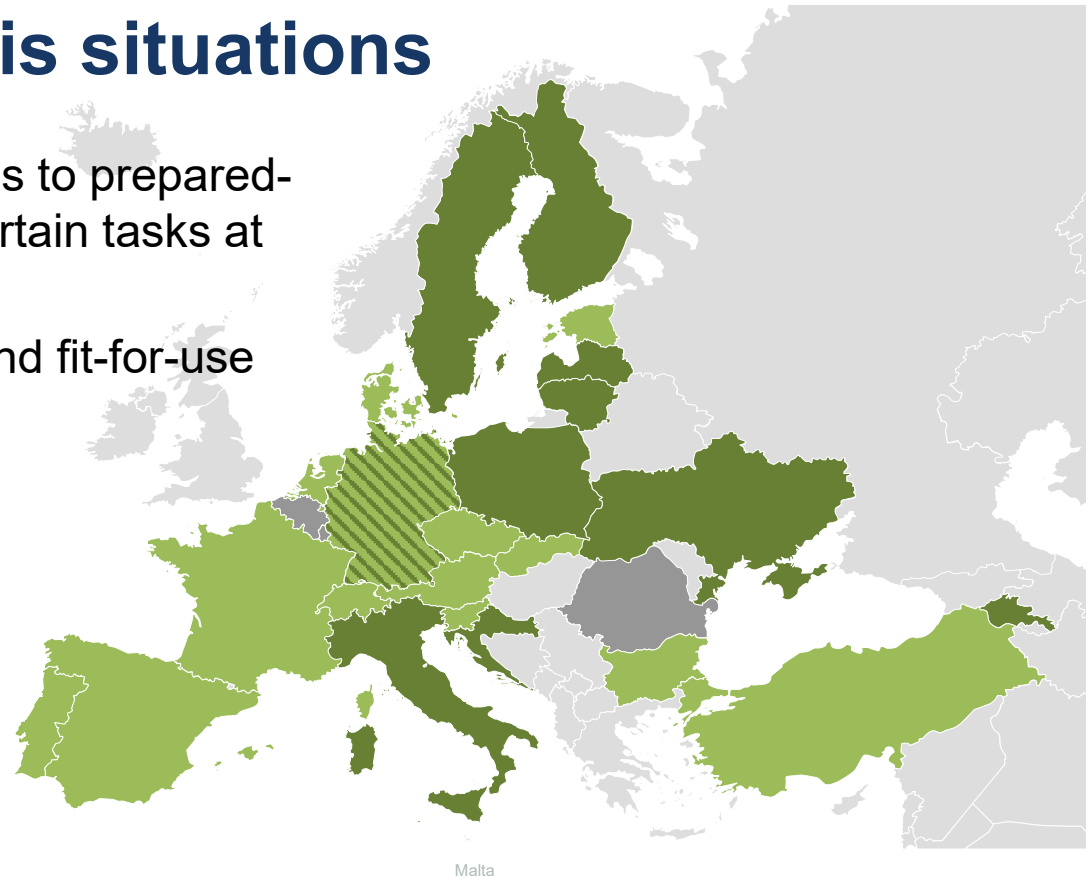 is situations
s to prepared-
rtain tasks at
nd fit-for-use
Malta